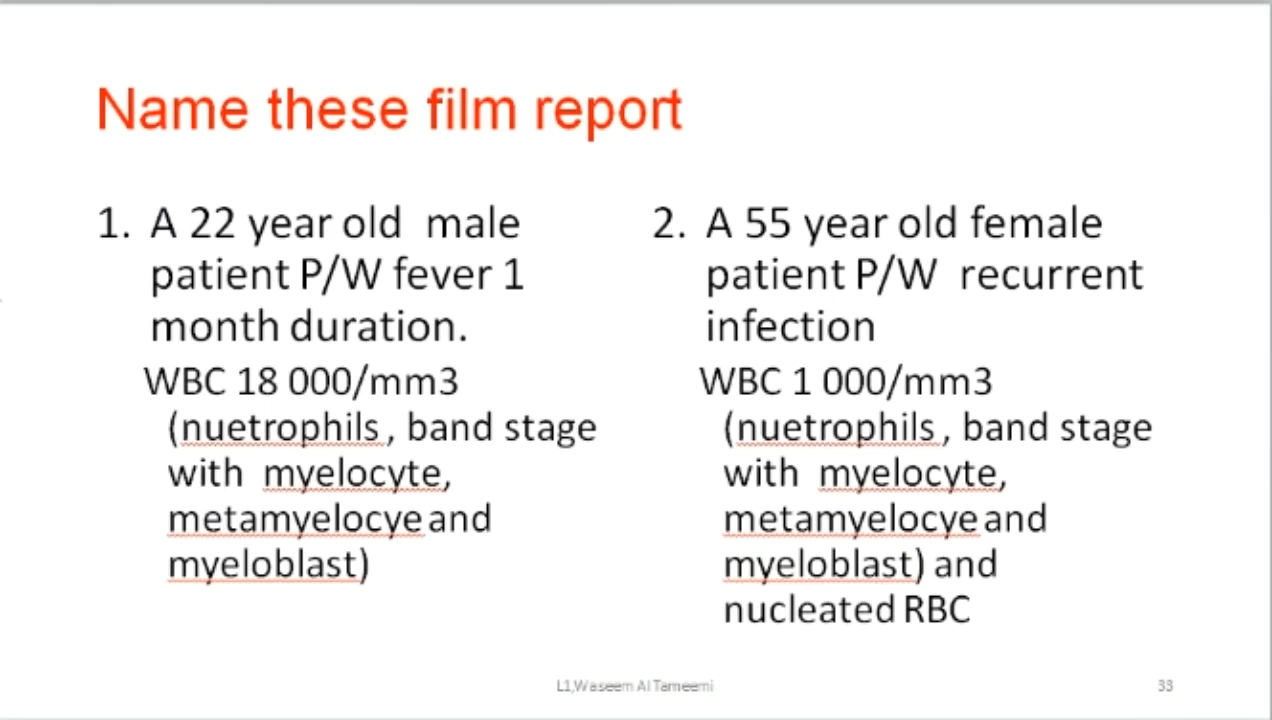 Name these film report
1. A 22 year old male
patient P/W fever 1
month duration.
WBC 18 000/mm3
(nuetrophils, band stage
with myelocyte,
metamyelocye and
myeloblast)
2. A 55 year old female
patient P/W recurrent
infection
WBC 1 000/mm3
(nuetrophils, band stage
with myelocyte,
metamyelocye and
myeloblast) and
nucleated RBC
L1,Waseem Al Tameemi
33